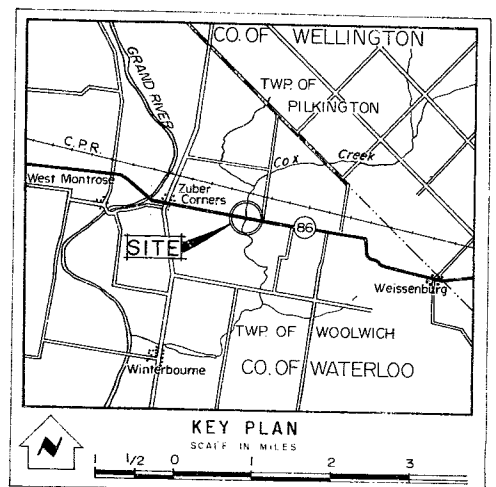 CO. OF WELLINGTON
GRAND RIVER
TWP. OF
PILKINGTON
C.P.R.
Cox Creek
West Montrose
Zuber
Corners
SITE
86
Weissenburg
TWP. OF WOOLWICH
CO. OF WATERLOO
Winterbourne
N
KEY PLAN
SCALE IN MILES
1 1/2 0 1 2 3